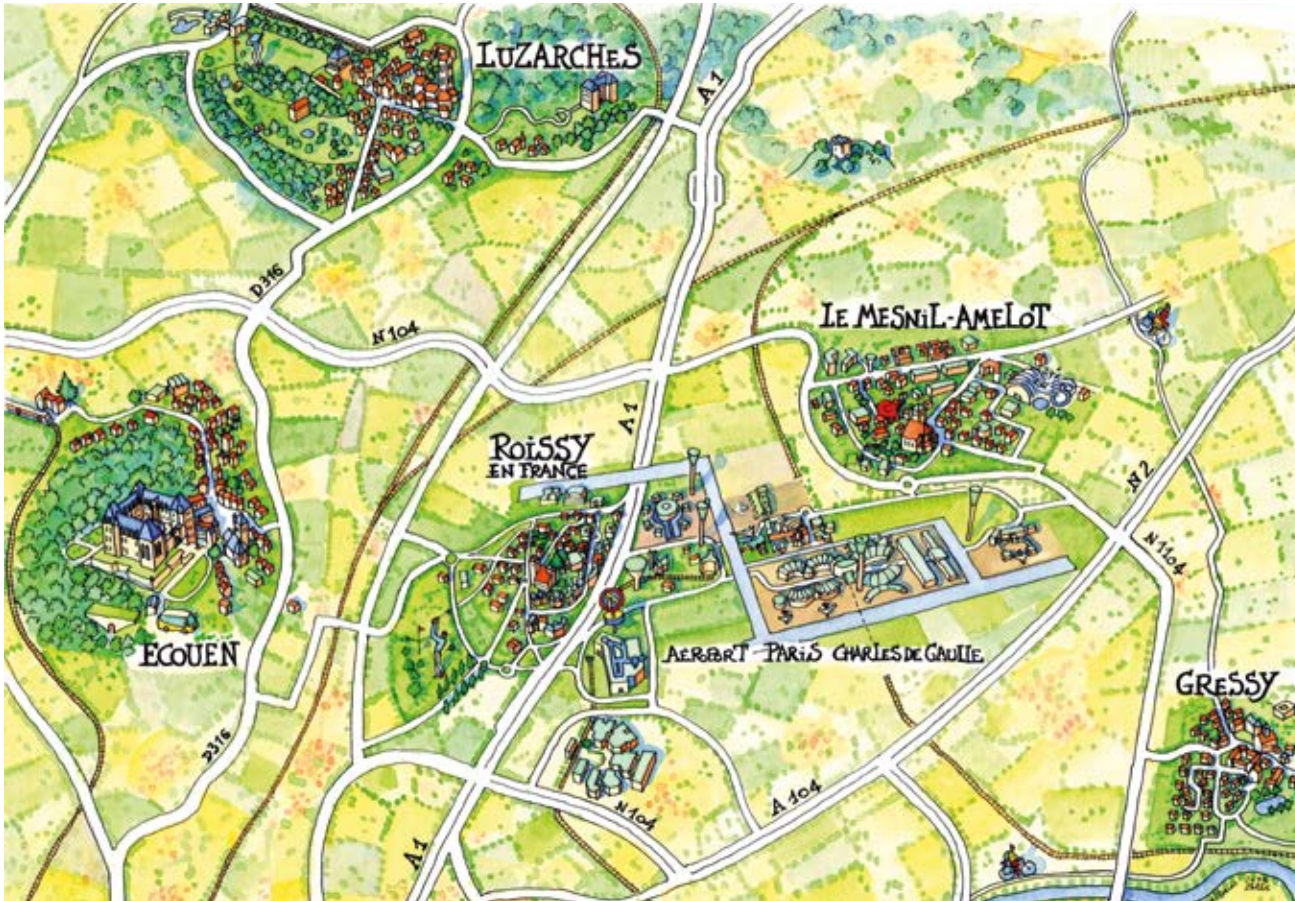 LUZARCHES
A1
D316
N104
LE MESNIL-AMELOT
A1
ROISSY
EN FRANCE
N2
N1104
ECOUEN
AEROPORT PARIS CHARLES DE GAULLE
GRESSY
D316
A104
N104
A1